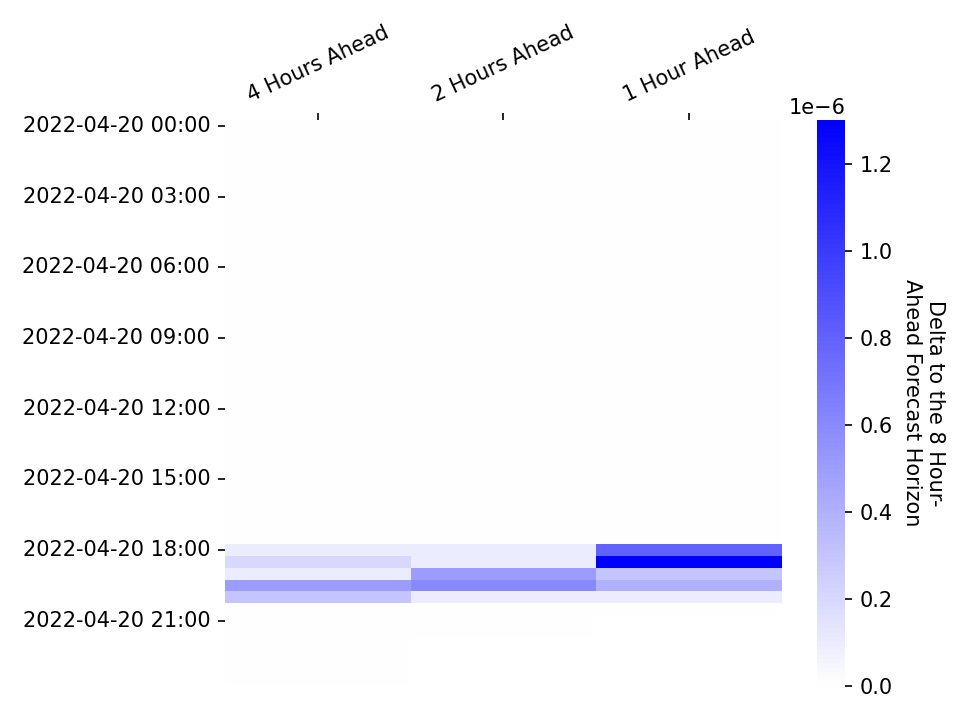 4 Hours Ahead
2 Hours Ahead
1 Hour Ahead
1e−6
2022-04-20 00:00
2022-04-20 03:00
2022-04-20 06:00
2022-04-20 09:00
2022-04-20 12:00
2022-04-20 15:00
2022-04-20 18:00
2022-04-20 21:00
1.2
1.0
0.8
0.6
0.4
0.2
0.0
Delta to the 8 Hour-
Ahead Forecast Horizon